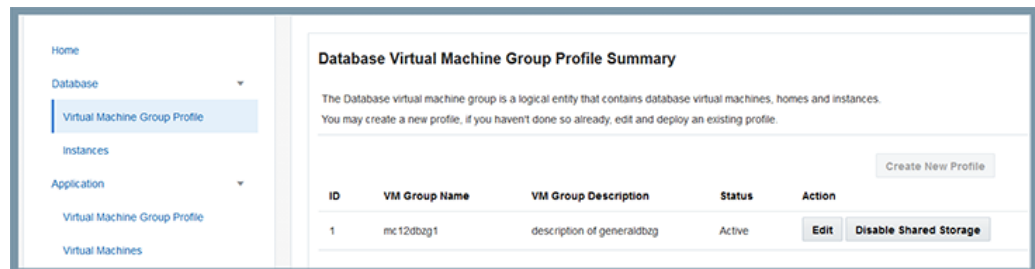 Home
Database
Virtual Machine Group Profile
Instances
Application
Virtual Machine Group Profile
Virtual Machines
Database Virtual Machine Group Profile Summary
The Database virtual machine group is a logical entity that contains database virtual machines, homes and instances.
You may create a new profile, if you haven't done so already, edit and deploy an existing profile.
Create New Profile
ID VM Group Name VM Group Description Status Action
1 mc12dbzg1 description of generaldbzg Active Edit Disable Shared Storage